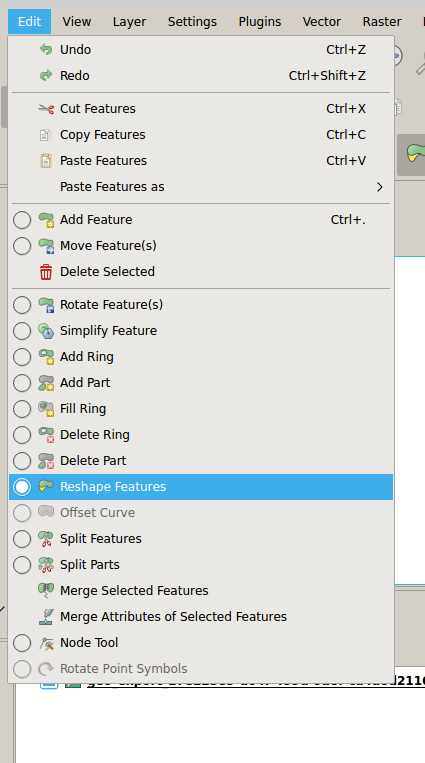 Edit View Layer Settings Plugins Vector Raster
Undo Ctrl+Z
Redo Ctrl+Shift+Z
Cut Features Ctrl+X
Copy Features Ctrl+C
Paste Features Ctrl+V
Paste Features as
Add Feature Ctrl+.
Move Feature(s)
Delete Selected
Rotate Feature(s)
Simplify Feature
Add Ring
Add Part
Fill Ring
Delete Ring
Delete Part
Reshape Features
Offset Curve
Split Features
Split Parts
Merge Selected Features
Merge Attributes of Selected Features
Node Tool
Rotate Point Symbols